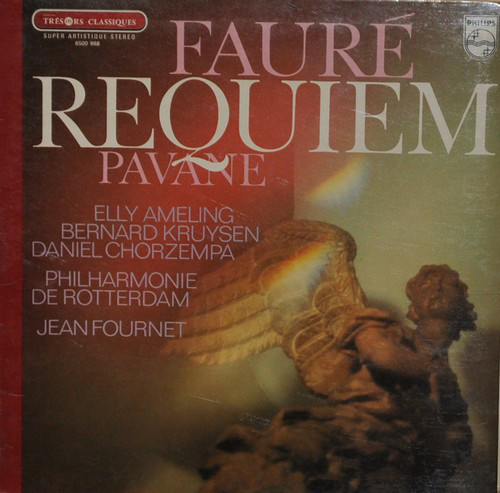 TRÉSORS CLASSIQUES
SUPER ARTISTIQUE STEREO
6500 968
PHILIPS
FAURÉ
REQUIEM
PAVANE
ELLY AMELING
BERNARD KRUYSEN
DANIEL CHORZEMPA
PHILHARMONIE
DE ROTTERDAM
JEAN FOURNET